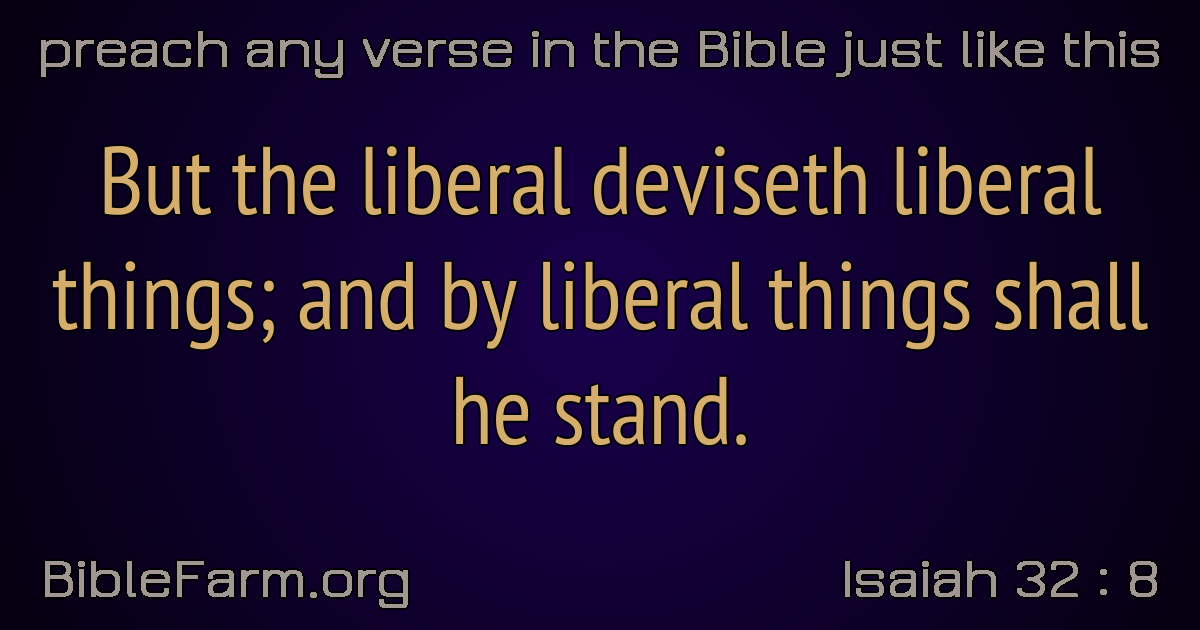 preach any verse in the Bible just like this
But the liberal deviseth liberal
things; and by liberal things shall
he stand.
BibleFarm.org
Isaiah 32 : 8